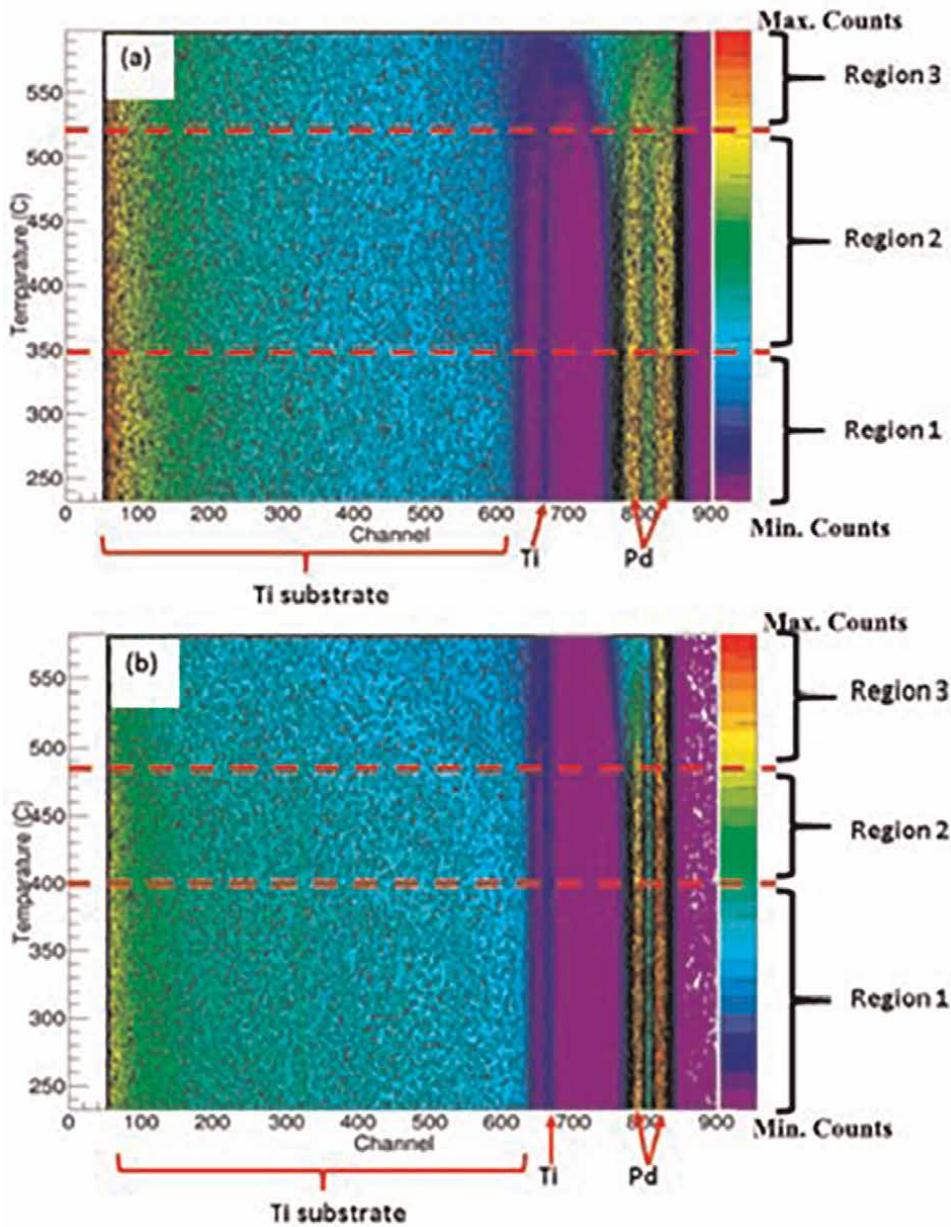 Max. Counts
(a)
Region 3
550
500
450
Region 2
400
350
300
Region 1
250
Temparature (C)
0 100 200 300 400 500 600 700 800 900
Channel
Min. Counts
Ti substrate
Ti
Pd
Max. Counts
(b)
Region 3
550
500
450
Region 2
400
350
300
Region 1
250
Temperature (C)
0 100 200 300 400 500 600 700 800 900
Channel
Min. Counts
Ti substrate
Ti
Pd